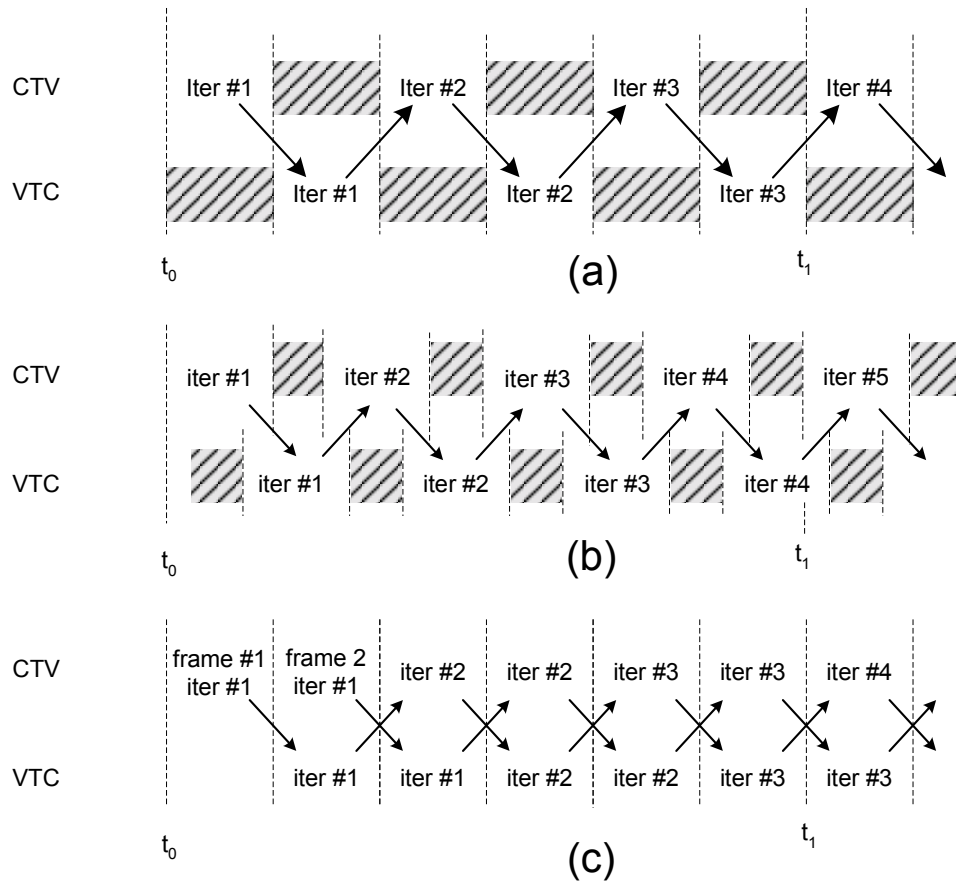 CTV Iter #1 Iter #2 Iter #3 Iter #4
VTC Iter #1 Iter #2 Iter #3
t0 (a) t1
CTV iter #1 iter #2 iter #3 iter #4 iter #5
VTC iter #1 iter #2 iter #3 iter #4
t0 (b) t1
frame #1 frame 2
CTV iter #1 iter #1 iter #2 iter #2 iter #3 iter #3 iter #4
VTC iter #1 iter #1 iter #2 iter #2 iter #3 iter #3
t0 (c) t1